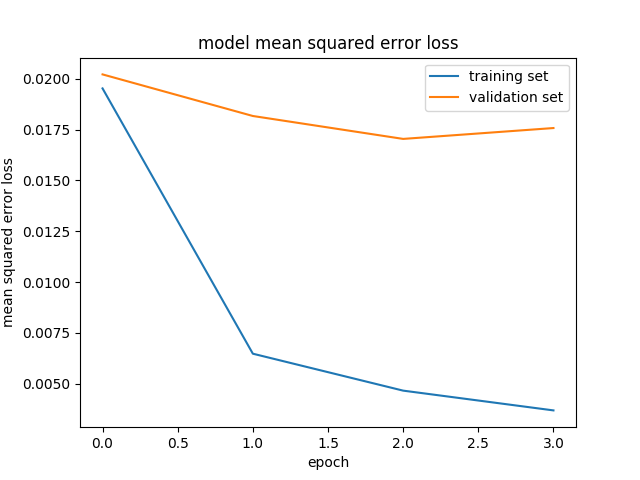 model mean squared error loss
training set
validation set
0.0200
0.0175
0.0150
0.0125
0.0100
0.0075
0.0050
mean squared error loss
0.0 0.5 1.0 1.5 2.0 2.5 3.0
epoch